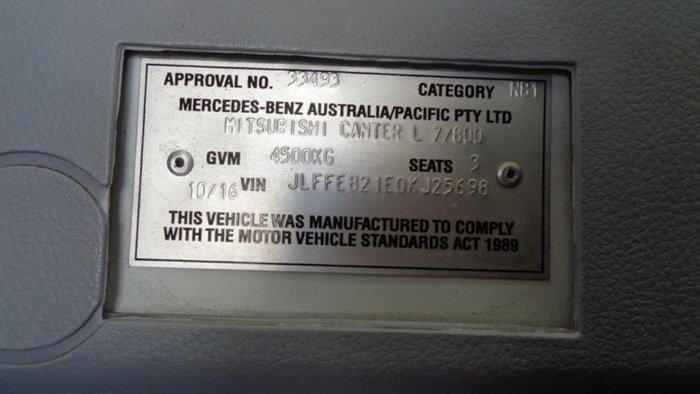 APPROVAL NO. 33493 CATEGORY NB1
MERCEDES-BENZ AUSTRALIA/PACIFIC PTY LTD
MITSUBISHI CANTER L 7/800
GVM 4500KG SEATS 3
10/16 VIN JLFFEB21E0KJ25698
THIS VEHICLE WAS MANUFACTURED TO COMPLY
WITH THE MOTOR VEHICLE STANDARDS ACT 1989